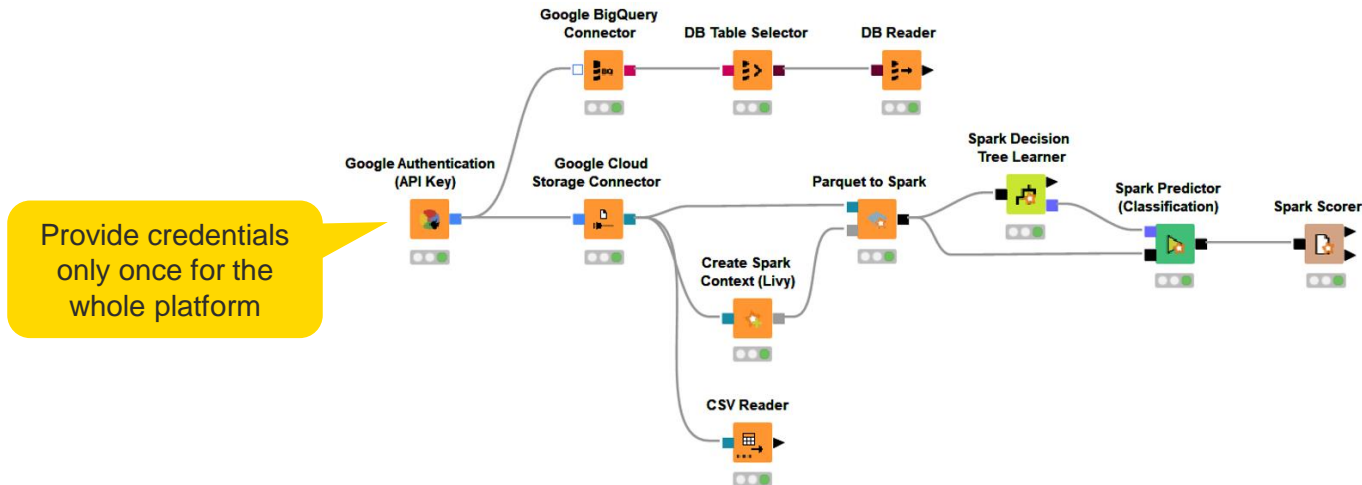 Google BigQuery
Connector
DB Table Selector
DB Reader
BQ
Google Authentication
(API Key)
Google Cloud
Storage Connector
Parquet to Spark
Spark Decision
Tree Learner
Spark Predictor
(Classification)
Spark Scorer
Provide credentials
only once for the
whole platform
Create Spark
Context (Livy)
CSV Reader